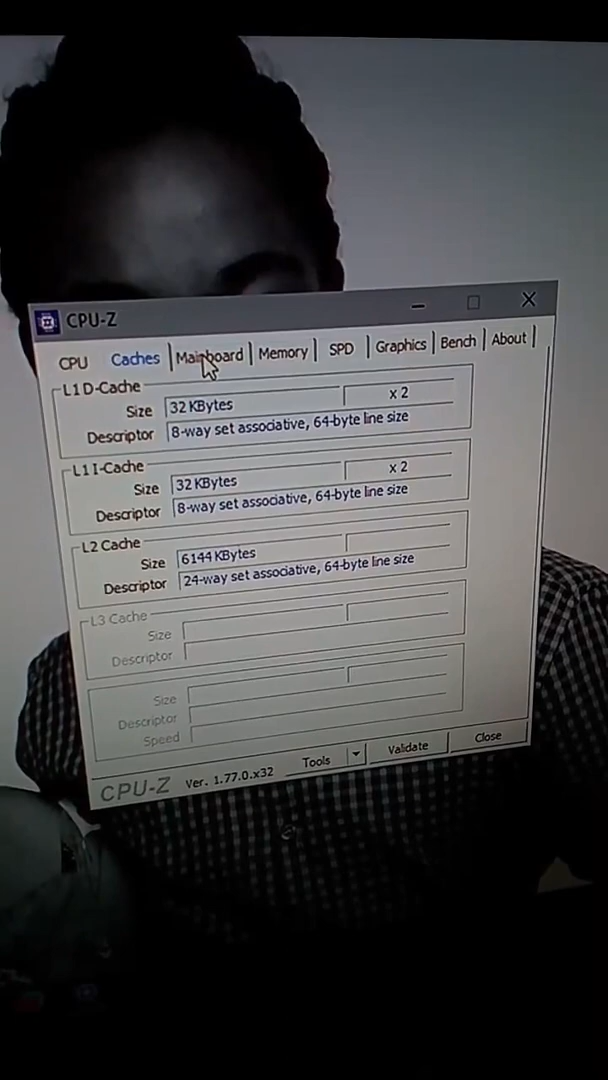 CPU-Z
CPU Caches Mainboard Memory SPD Graphics Bench About
L1 D-Cache
Size 32 KBytes x 2
Descriptor 8-way set associative, 64-byte line size
L1 I-Cache
Size 32 KBytes x 2
Descriptor 8-way set associative, 64-byte line size
L2 Cache
Size 6144 KBytes
Descriptor 24-way set associative, 64-byte line size
L3 Cache
Size
Descriptor
Size
Descriptor
Speed
CPU-Z Ver. 1.77.0.x32 Tools Validate Close